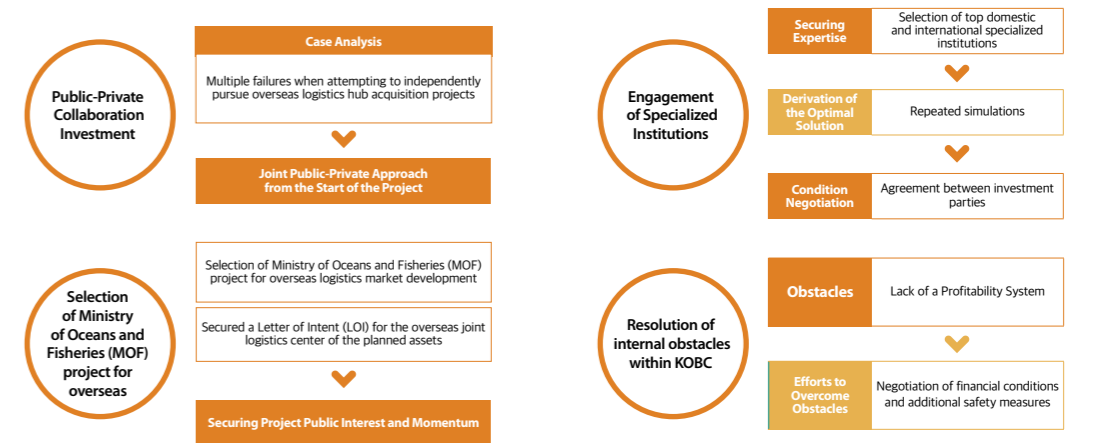 Public-Private
Collaboration
Investment
Case Analysis
Multiple failures when attempting to independently
pursue overseas logistics hub acquisition projects
Joint Public-Private Approach
from the Start of the Project
Engagement
of Specialized
Institutions
Securing
Expertise
Selection of top domestic
and international specialized
institutions
Derivation of
the Optimal
Solution
Repeated simulations
Condition
Negotiation
Agreement between investment
parties
Selection
of Ministry
of Oceans and
Fisheries (MOF)
project for
overseas
Selection of Ministry of Oceans and Fisheries (MOF)
project for overseas logistics market development
Secured a Letter of Intent (LOI) for the overseas joint
logistics center of the planned assets
Securing Project Public Interest and Momentum
Resolution of
internal obstacles
within KOBC
Obstacles
Lack of a Profitability System
Efforts to
Overcome
Obstacles
Negotiation of financial conditions
and additional safety measures